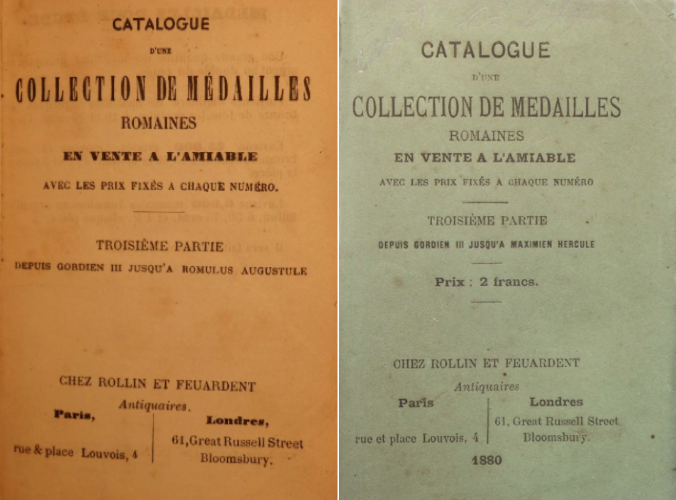 CATALOGUE
D'UNE
COLLECTION DE MÉDAILLES
ROMAINES
EN VENTE A L'AMIABLE
AVEC LES PRIX FIXÉS A CHAQUE NUMÉRO.
TROISIÈME PARTIE
DEPUIS GORDIEN III JUSQU'A ROMULUS AUGUSTULE
CHEZ ROLLIN ET FEUARDENT
Antiquaires.
Paris,
rue & place Louvois, 4
Londres,
61, Great Russell Street
Bloomsbury.
CATALOGUE
D'UNE
COLLECTION DE MEDAILLES
ROMAINES
EN VENTE A L'AMIABLE
AVEC LES PRIX FIXÉS A CHAQUE NUMÉRO
TROISIÈME PARTIE
DEPUIS GORDIEN III JUSQU'A MAXIMIEN HERCULE
Prix : 2 francs.
CHEZ ROLLIN ET FEUARDENT
Antiquaires
Paris
rue et place Louvois, 4
Londres
61, Great Russell Street
Bloomsbury.
1880